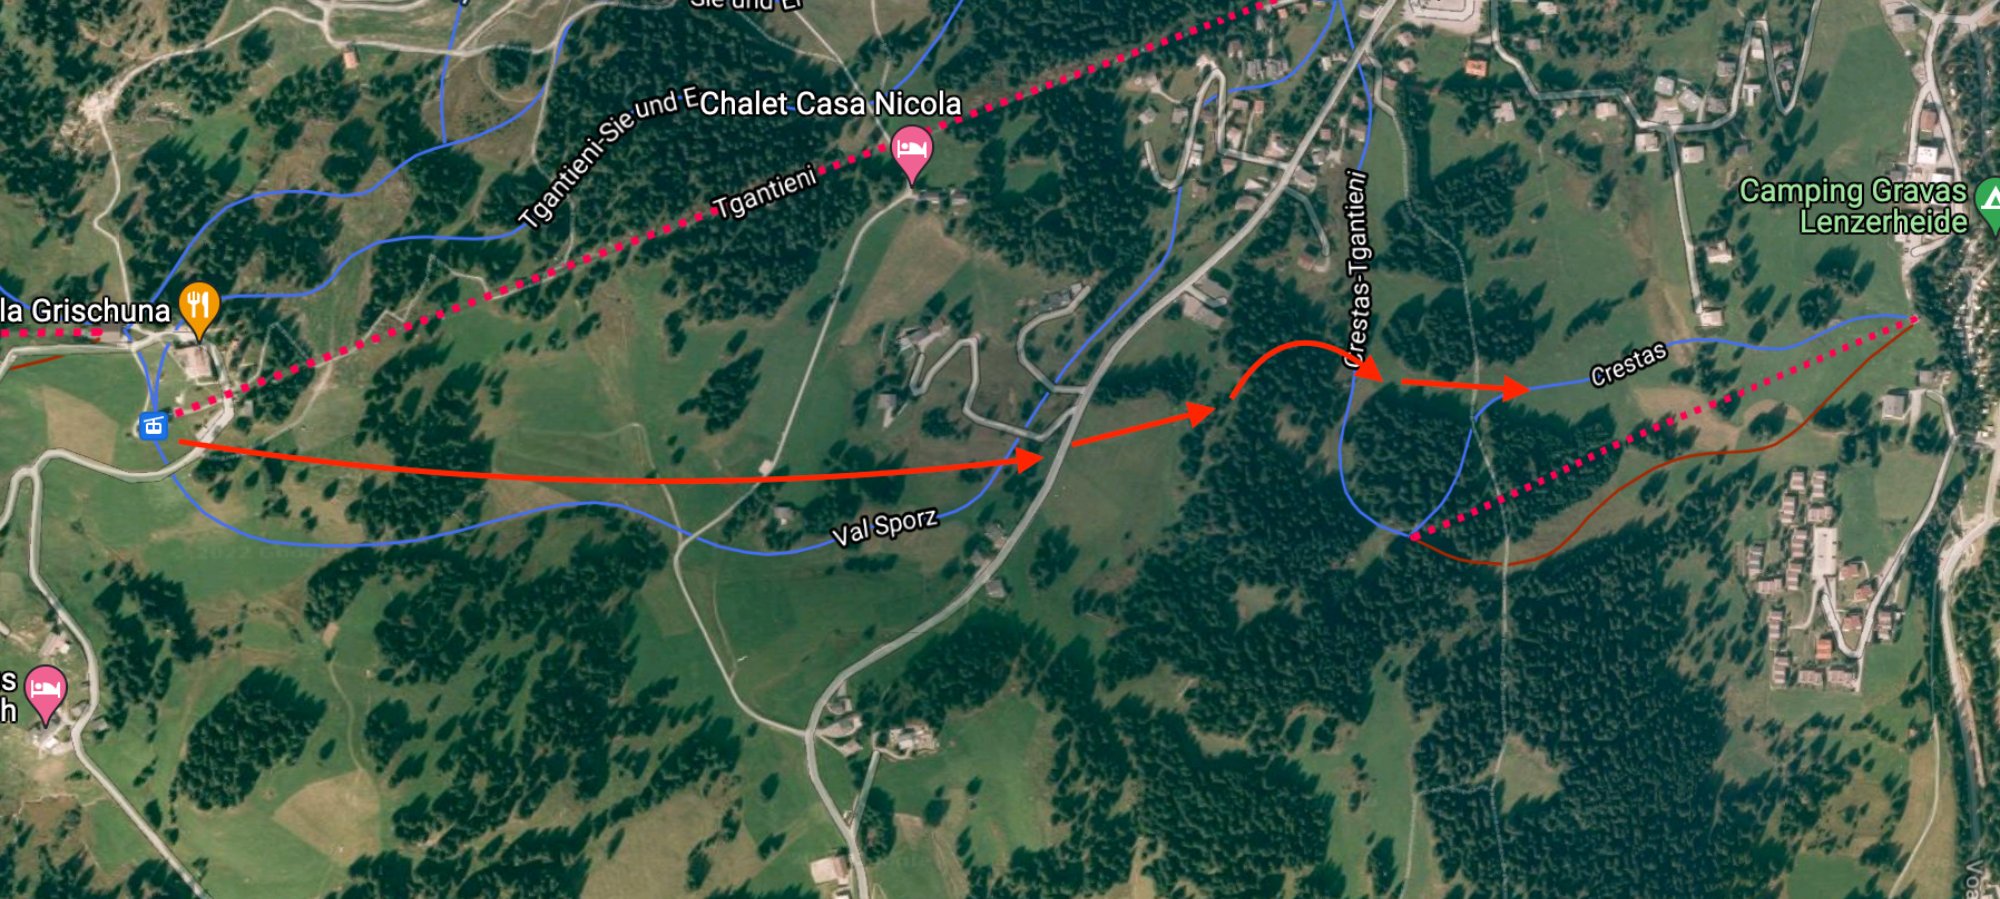 Sie und Er
Tgantieni-Sie und E
Chalet Casa Nicola
Tgantieni
Crestas-Tgantieni
Camping Gravas
Lenzerheide
la Grischuna
Crestas
Val Sporz
s
h
Voa